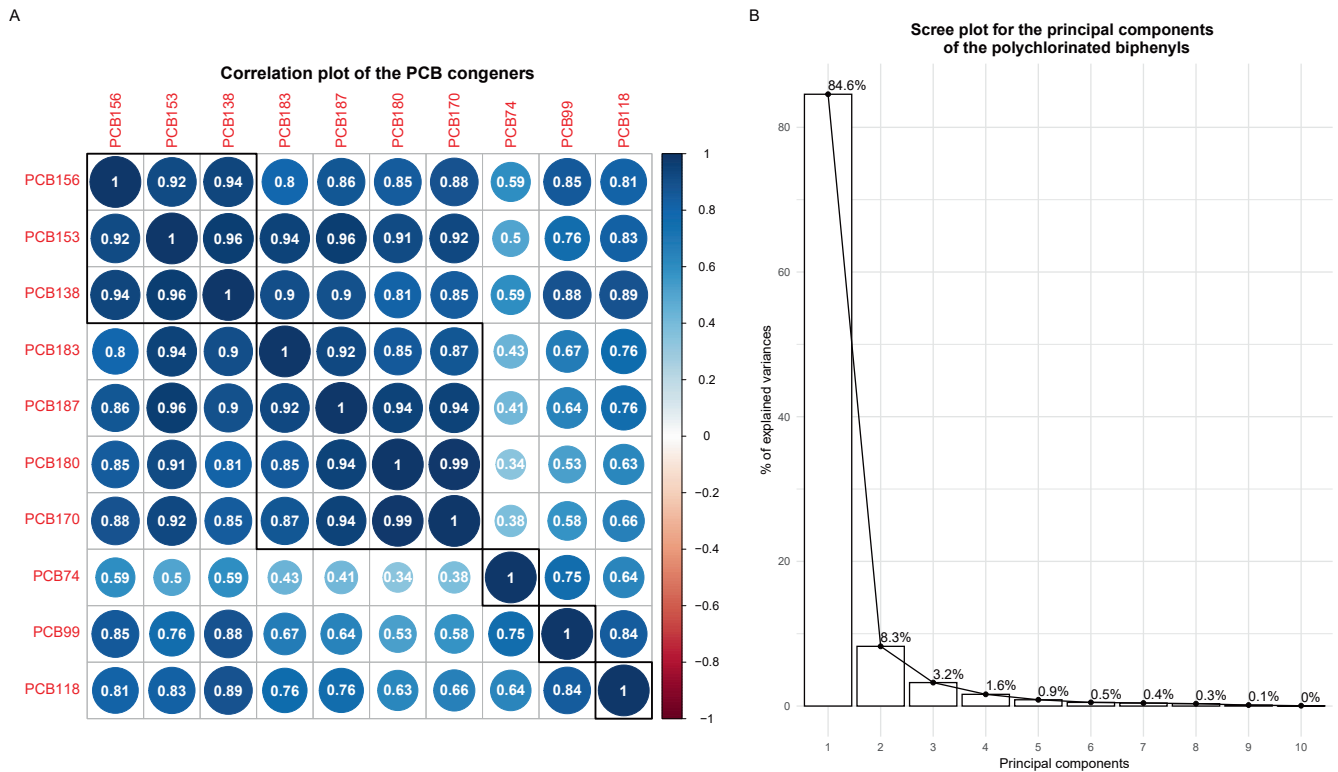 A
Correlation plot of the PCB congeners
PCB156 PCB153 PCB138 PCB183 PCB187 PCB180 PCB170 PCB74 PCB99 PCB118
PCB156 1 0.92 0.94 0.8 0.86 0.85 0.88 0.59 0.85 0.81
PCB153 0.92 1 0.96 0.94 0.96 0.91 0.92 0.5 0.76 0.83
PCB138 0.94 0.96 1 0.9 0.9 0.81 0.85 0.59 0.88 0.89
PCB183 0.8 0.94 0.9 1 0.92 0.85 0.87 0.43 0.67 0.76
PCB187 0.86 0.96 0.9 0.92 1 0.94 0.94 0.41 0.64 0.76
PCB180 0.85 0.91 0.81 0.85 0.94 1 0.99 0.34 0.53 0.63
PCB170 0.88 0.92 0.85 0.87 0.94 0.99 1 0.38 0.58 0.66
PCB74 0.59 0.5 0.59 0.43 0.41 0.34 0.38 1 0.75 0.64
PCB99 0.85 0.76 0.88 0.67 0.64 0.53 0.58 0.75 1 0.84
PCB118 0.81 0.83 0.89 0.76 0.76 0.63 0.66 0.64 0.84 1
1
0.8
0.6
0.4
0.2
0
−0.2
−0.4
−0.6
−0.8
−1
B
Scree plot for the principal components
of the polychlorinated biphenyls
% of explained variances
80
60
40
20
0
84.6%
8.3%
3.2%
1.6%
0.9%
0.5%
0.4%
0.3%
0.1%
0%
1 2 3 4 5 6 7 8 9 10
Principal components